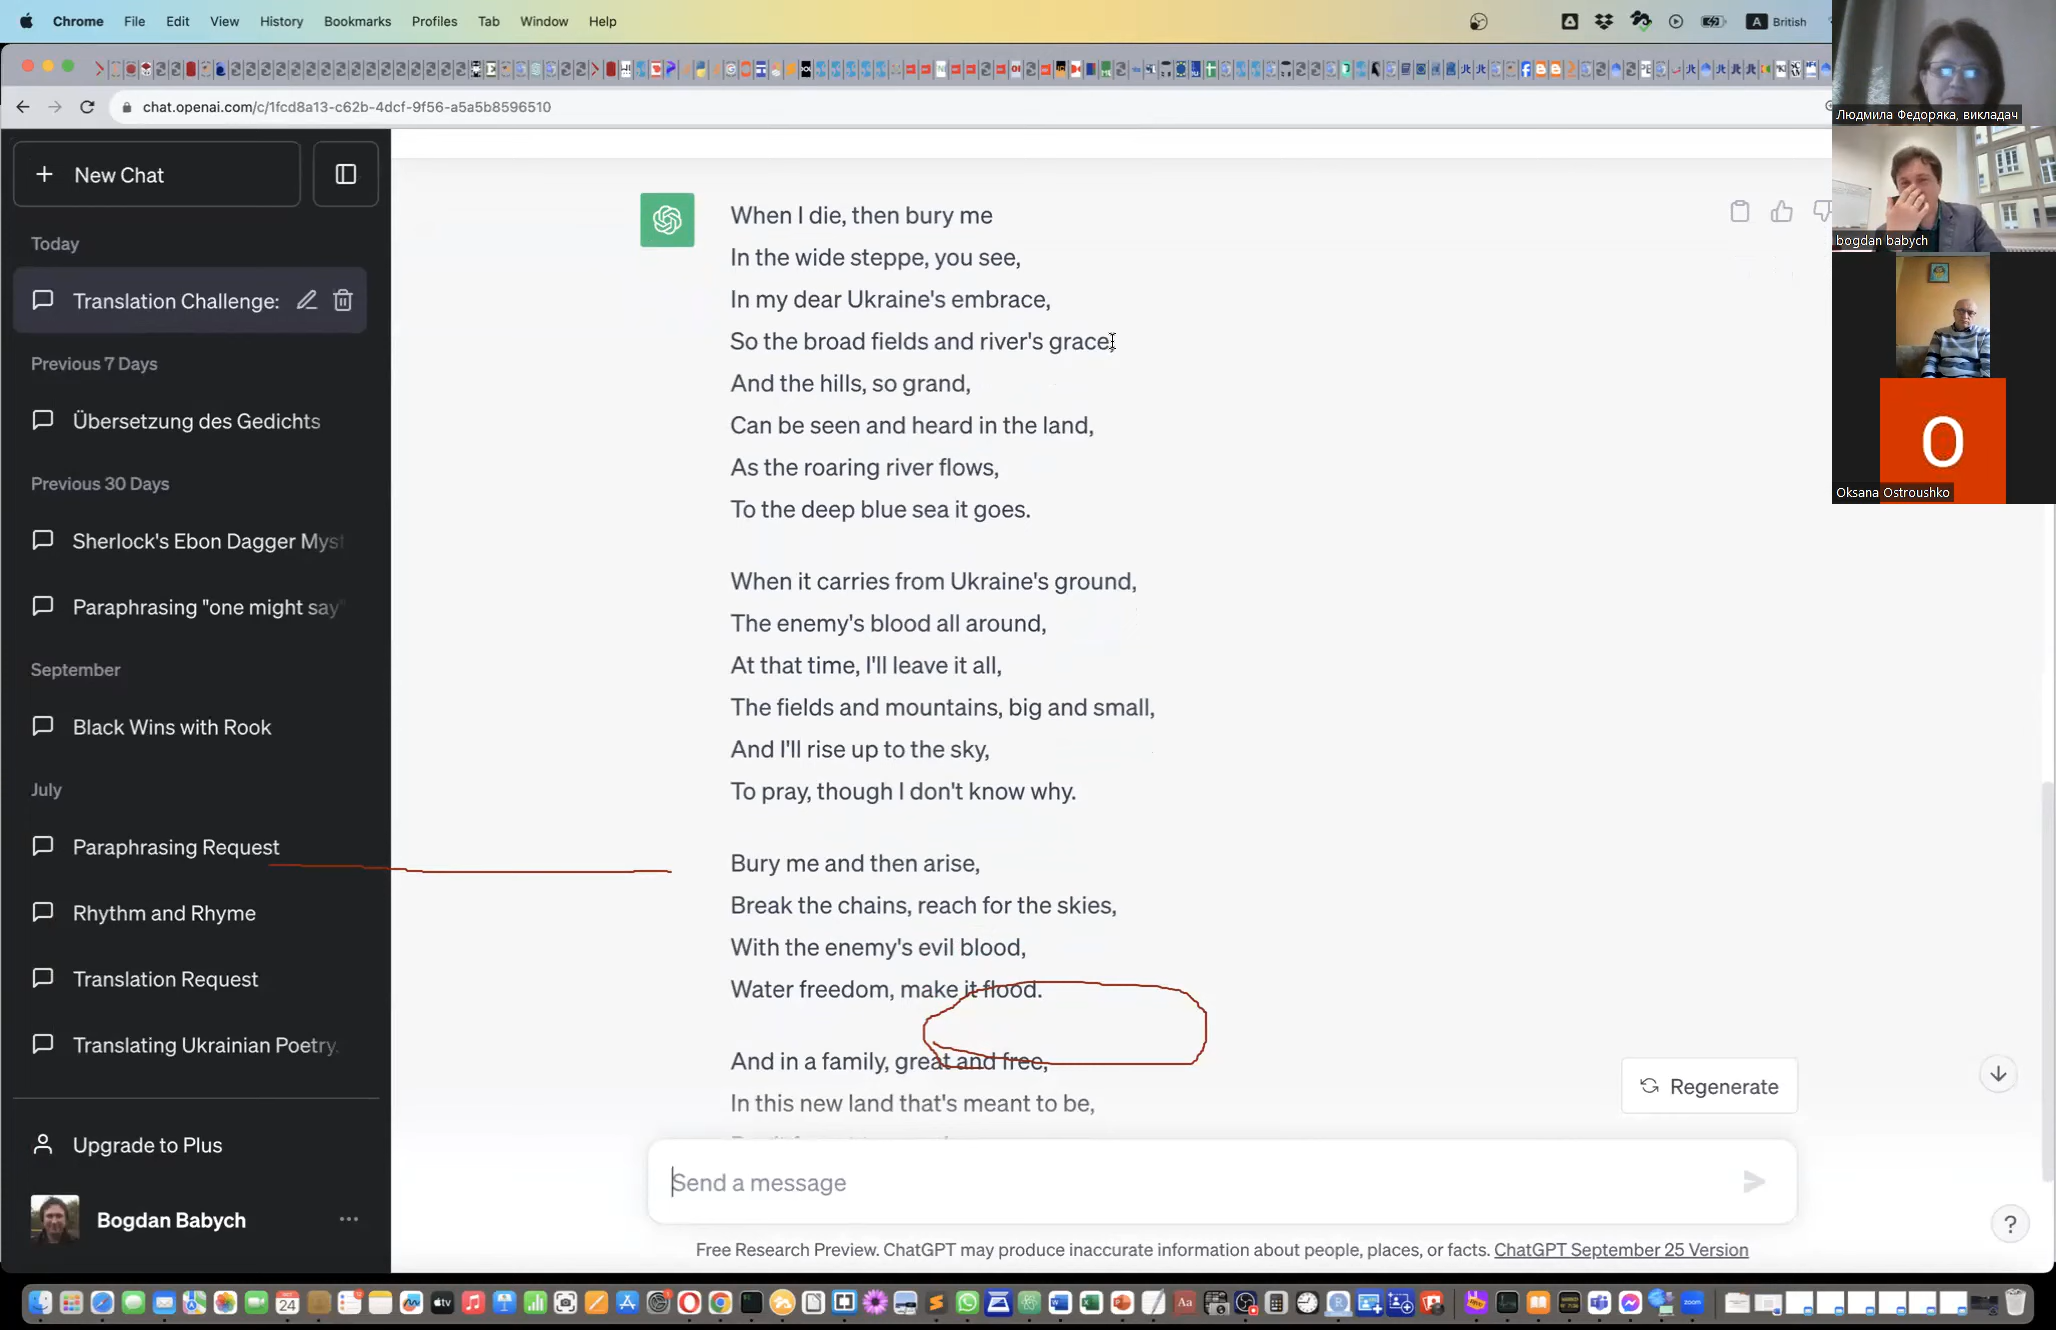 Chrome File Edit View History Bookmarks Profiles Tab Window Help
A British
chat.openai.com/c/1fcd8a13-c62b-4dcf-9f56-a5a5b8596510
Людмила Федоряка, викладач
bogdan babych
O
Oksana Ostroushko
+ New Chat
Today
Translation Challenge:
Previous 7 Days
Übersetzung des Gedichts
Previous 30 Days
Sherlock's Ebon Dagger Myst
Paraphrasing "one might say"
September
Black Wins with Rook
July
Paraphrasing Request
Rhythm and Rhyme
Translation Request
Translating Ukrainian Poetry.
Upgrade to Plus
Bogdan Babych
When I die, then bury me
In the wide steppe, you see,
In my dear Ukraine's embrace,
So the broad fields and river's grace,
And the hills, so grand,
Can be seen and heard in the land,
As the roaring river flows,
To the deep blue sea it goes.
When it carries from Ukraine's ground,
The enemy's blood all around,
At that time, I'll leave it all,
The fields and mountains, big and small,
And I'll rise up to the sky,
To pray, though I don't know why.
Bury me and then arise,
Break the chains, reach for the skies,
With the enemy's evil blood,
Water freedom, make it flood.
And in a family, great and free,
In this new land that's meant to be,
Regenerate
Send a message
?
Free Research Preview. ChatGPT may produce inaccurate information about people, places, or facts. ChatGPT September 25 Version
24
tv
Aa
zoom